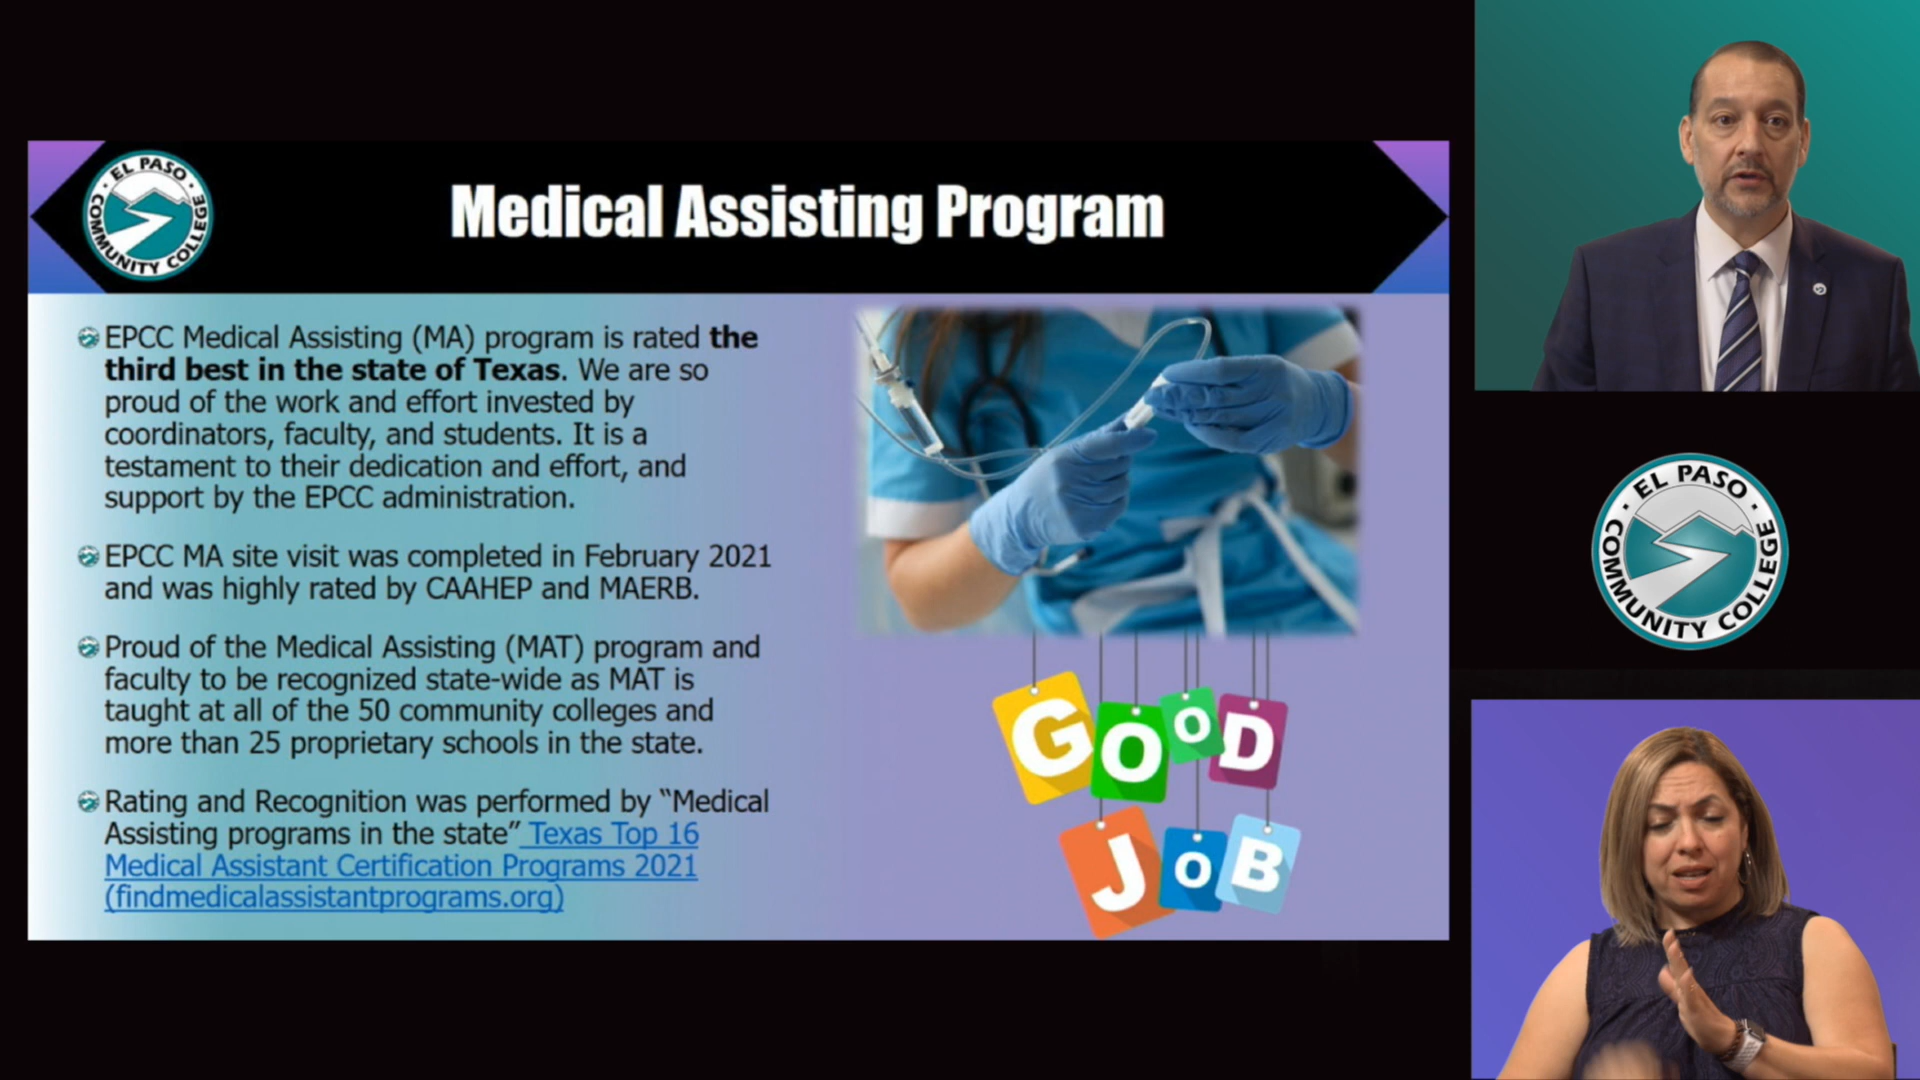 EL PASO
COMMUNITY COLLEGE
Medical Assisting Program
EPCC Medical Assisting (MA) program is rated the
third best in the state of Texas. We are so
proud of the work and effort invested by
coordinators, faculty, and students. It is a
testament to their dedication and effort, and
support by the EPCC administration.
EPCC MA site visit was completed in February 2021
and was highly rated by CAAHEP and MAERB.
Proud of the Medical Assisting (MAT) program and
faculty to be recognized state-wide as MAT is
taught at all of the 50 community colleges and
more than 25 proprietary schools in the state.
Rating and Recognition was performed by “Medical
Assisting programs in the state” Texas Top 16
Medical Assistant Certification Programs 2021
(findmedicalassistantprograms.org)
GOOD
JOB
EL PASO
COMMUNITY COLLEGE